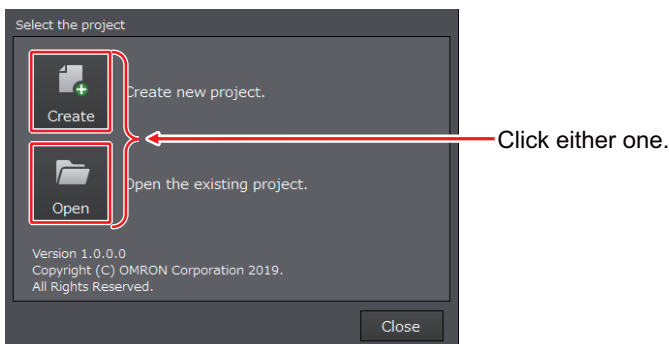 Select the project
Create
Create new project.
Click either one.
Open
Open the existing project.
Version 1.0.0.0
Copyright (C) OMRON Corporation 2019.
All Rights Reserved.
Close